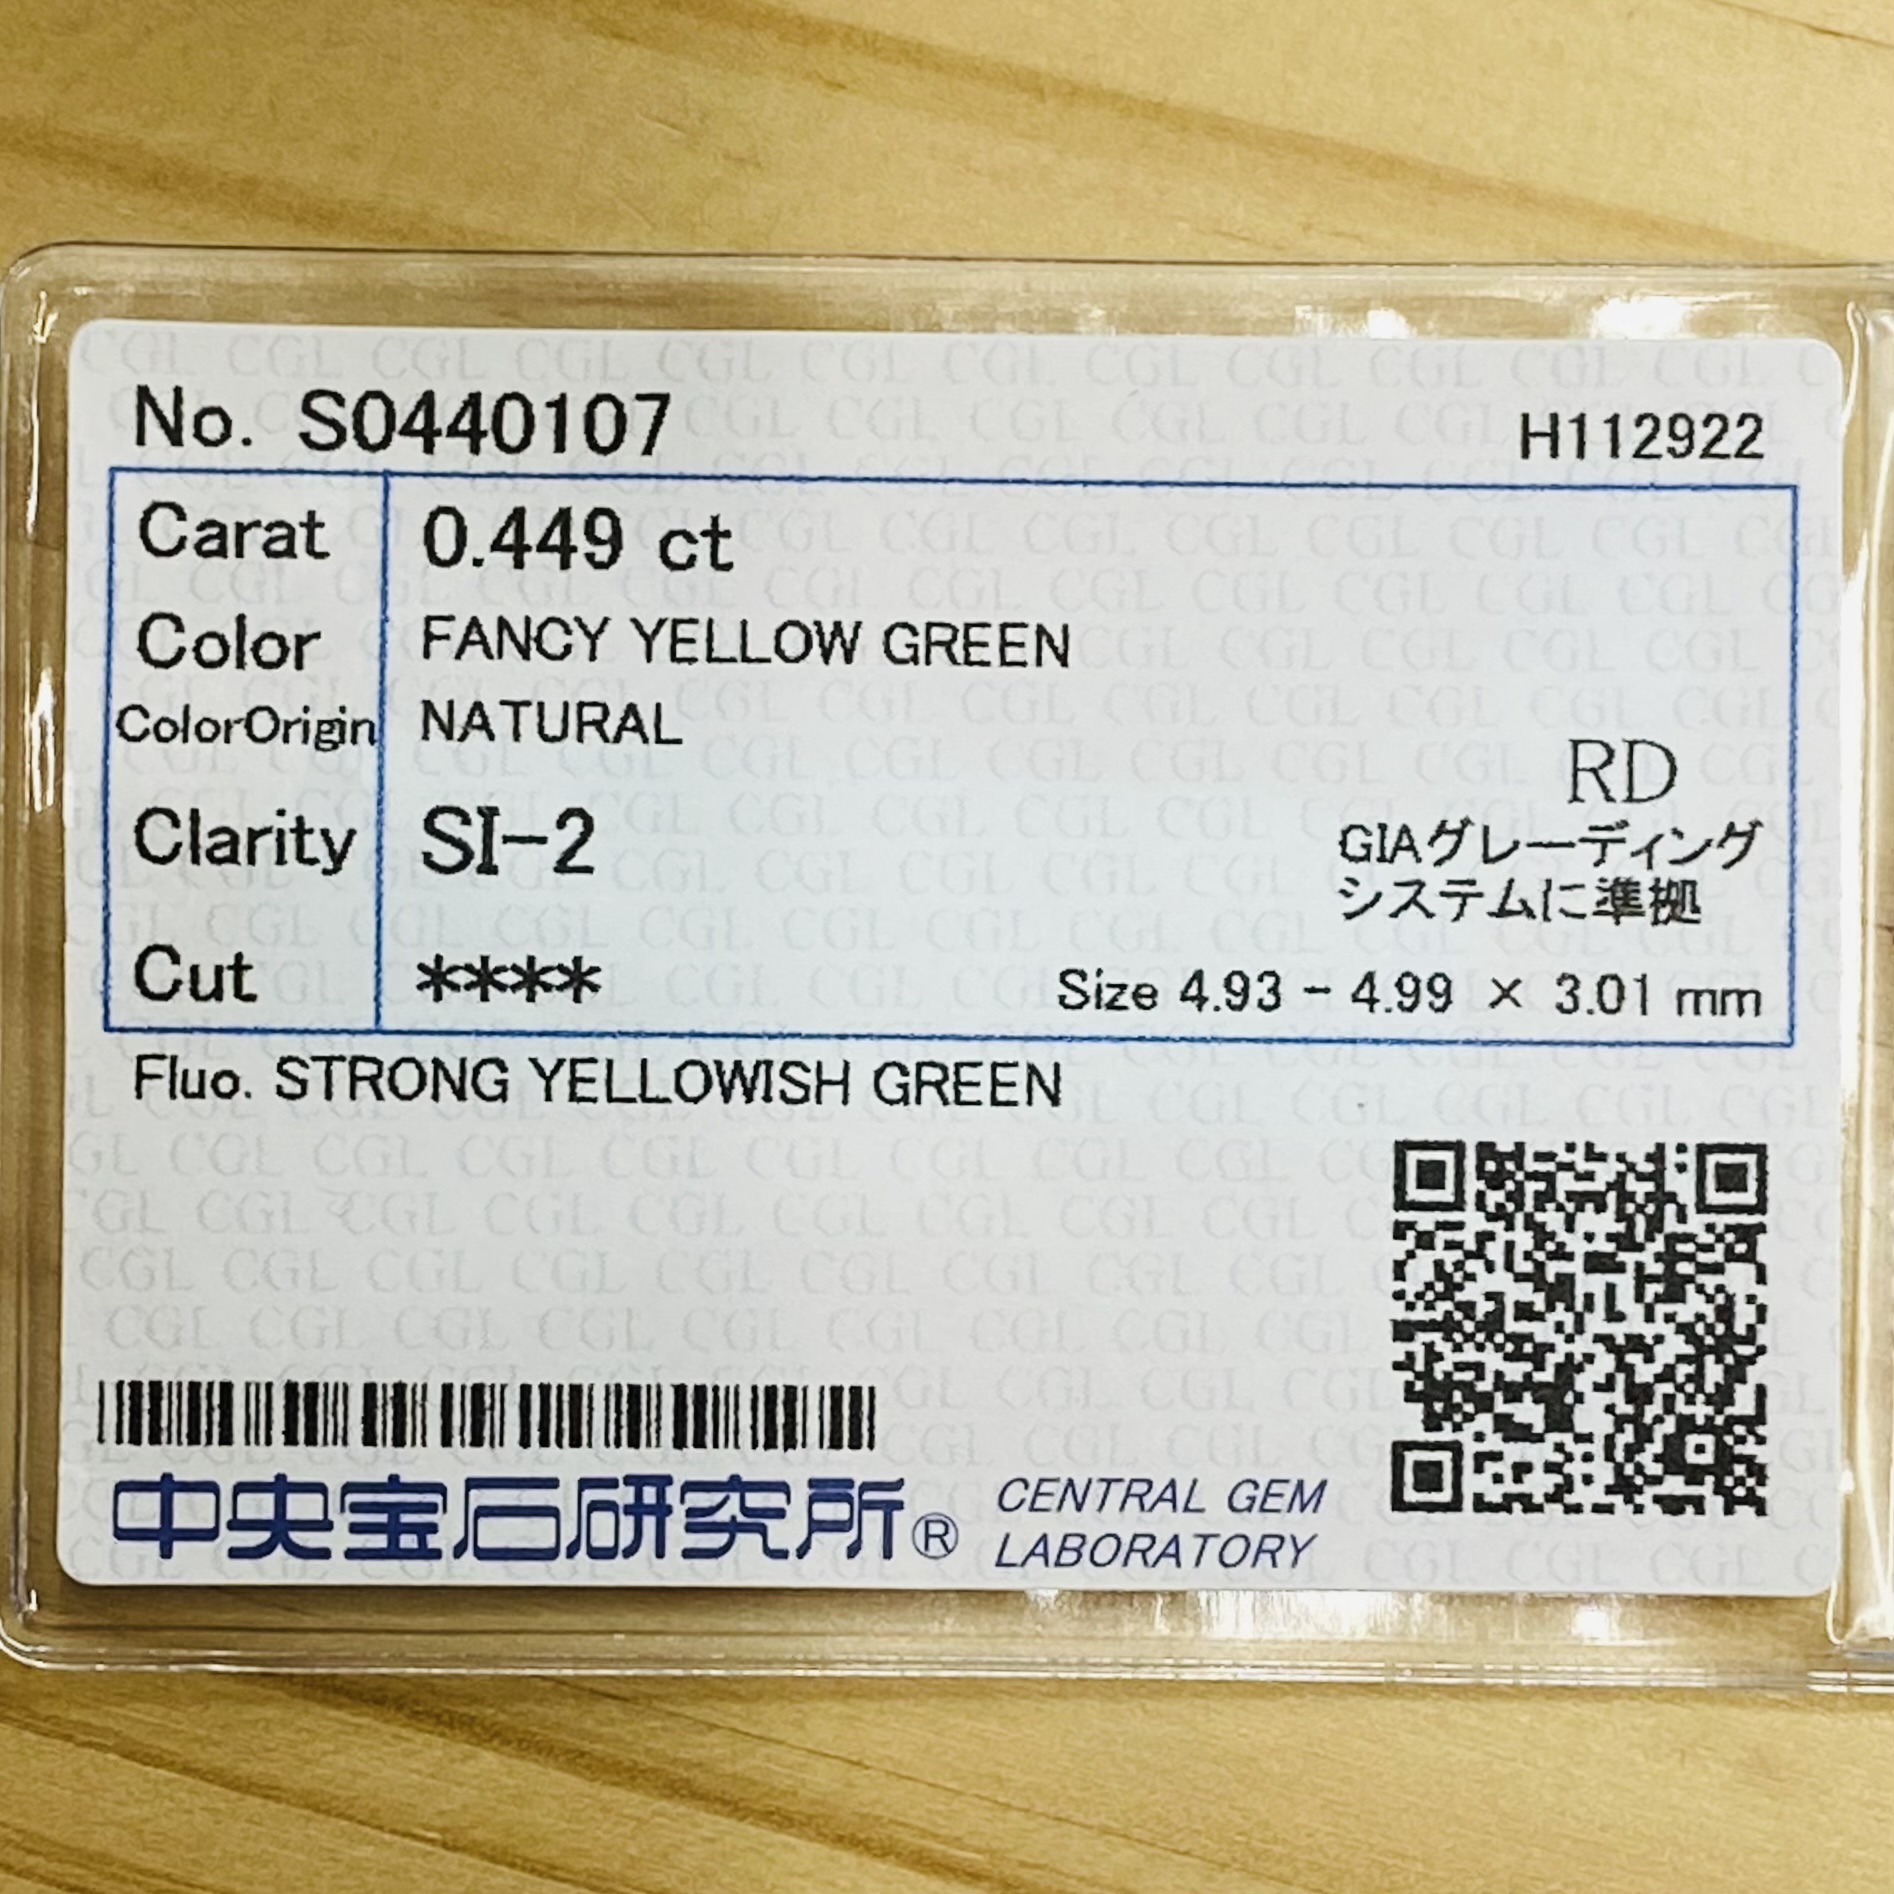 No. S0440107 H112922
Carat 0.449 ct
Color FANCY YELLOW GREEN
ColorOrigin NATURAL
RD
Clarity SI-2
GIAグレーディング
システムに準拠
Cut ****
Size 4.93 - 4.99 × 3.01 mm
Fluo. STRONG YELLOWISH GREEN
中央宝石研究所®
CENTRAL GEM
LABORATORY